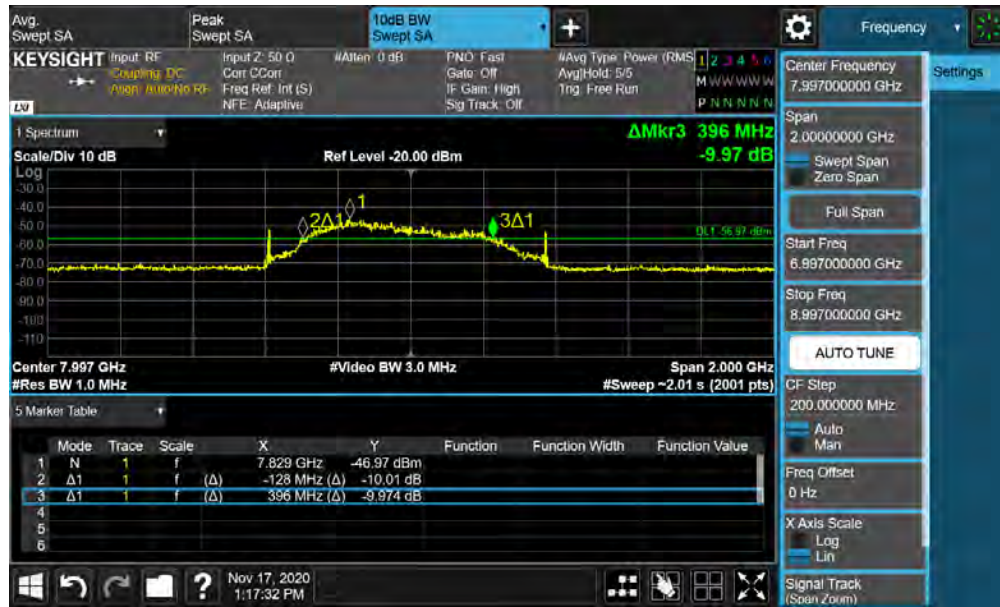 Avg.
Swept SA
Peak
Swept SA
10dB BW
Swept SA
Frequency
KEYSIGHT
Input: RF
Coupling: DC
Align: Auto/No RF
Input Z: 50 Ω
Corr CCorr
Freq Ref: Int (S)
NFE: Adaptive
#Atten: 0 dB
PNO: Fast
Gate: Off
IF Gain: High
Sig Track: Off
#Avg Type: Power (RMS
Avg|Hold: 5/5
Trig: Free Run
1 2 3 4 5 6
M W W W W W
P N N N N N
LXI
1 Spectrum
Scale/Div 10 dB
Log
Ref Level -20.00 dBm
ΔMkr3 396 MHz
-9.97 dB
-30.0
-40.0
-50.0
-60.0
-70.0
-80.0
-90.0
-100
-110
1
2Δ1
3Δ1
DL1 -56.97 dBm
Center 7.997 GHz
#Video BW 3.0 MHz
Span 2.000 GHz
#Res BW 1.0 MHz
#Sweep ~2.01 s (2001 pts)
5 Marker Table
Mode Trace Scale X Y Function Function Width Function Value
1 N 1 f 7.829 GHz -46.97 dBm
2 Δ1 1 f (Δ) -128 MHz (Δ) -10.01 dB
3 Δ1 1 f (Δ) 396 MHz (Δ) -9.974 dB
4
5
6
Nov 17, 2020
1:17:32 PM
?
Center Frequency
7.997000000 GHz
Settings
Span
2.00000000 GHz
Swept Span
Zero Span
Full Span
Start Freq
6.997000000 GHz
Stop Freq
8.997000000 GHz
AUTO TUNE
CF Step
200.000000 MHz
Auto
Man
Freq Offset
0 Hz
X Axis Scale
Log
Lin
Signal Track
(Span Zoom)